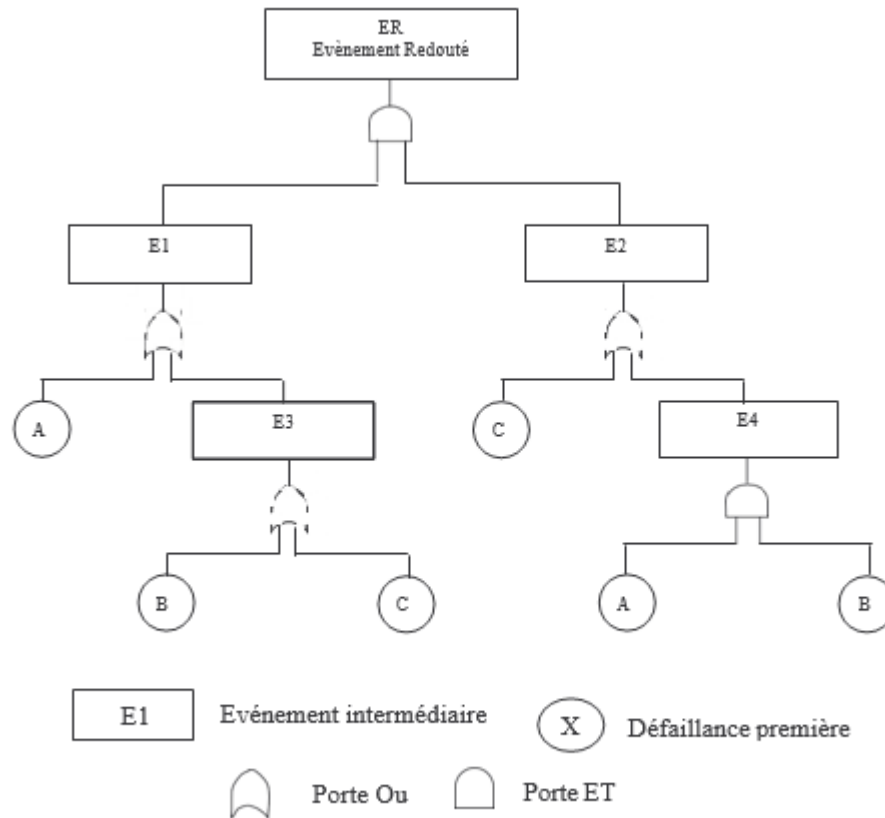 ER
Evènement Redouté
E1
E2
A
E3
C
E4
B
C
A
B
E1
Evénement intermédiaire
X
Défaillance première
Porte Ou
Porte ET